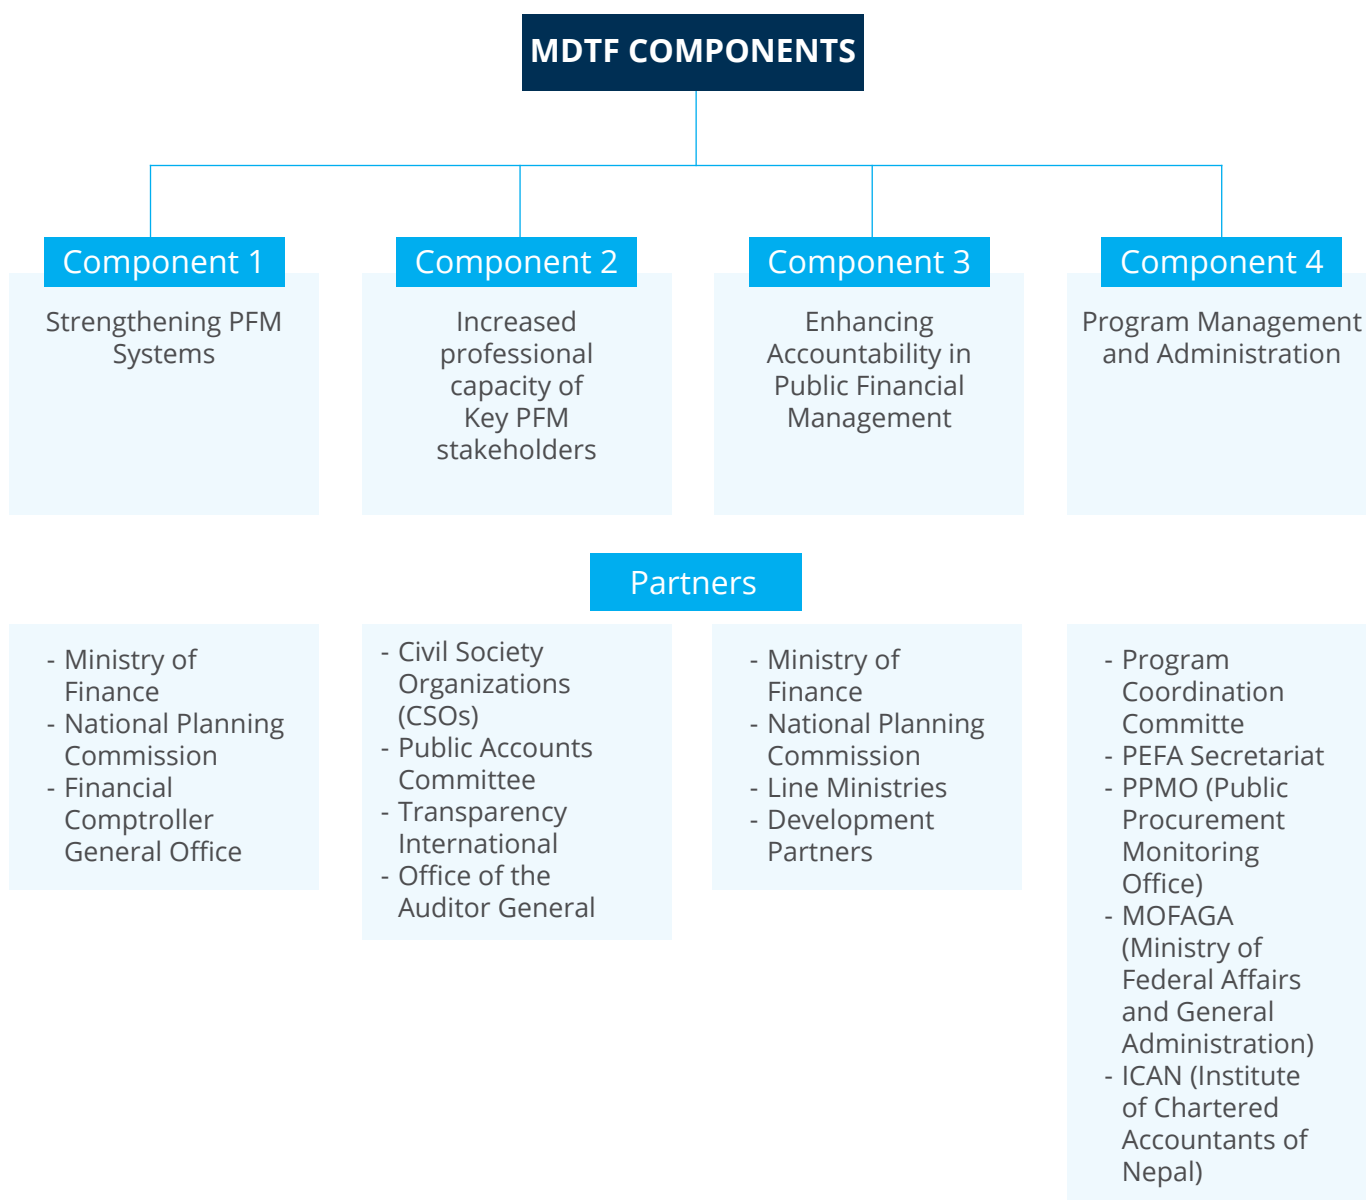 MDTF COMPONENTS
Component 1
Strengthening PFM
Systems
Component 2
Increased
professional
capacity of
Key PFM
stakeholders
Component 3
Enhancing
Accountability in
Public Financial
Management
Component 4
Program Management
and Administration
Partners
- Ministry of
Finance
- National Planning
Commission
- Financial
Comptroller
General Office
- Civil Society
Organizations
(CSOs)
- Public Accounts
Committee
- Transparency
International
- Office of the
Auditor General
- Ministry of
Finance
- National Planning
Commission
- Line Ministries
- Development
Partners
- Program
Coordination
Committe
- PEFA Secretariat
- PPMO (Public
Procurement
Monitoring
Office)
- MOFAGA
(Ministry of
Federal Affairs
and General
Administration)
- ICAN (Institute
of Chartered
Accountants of
Nepal)